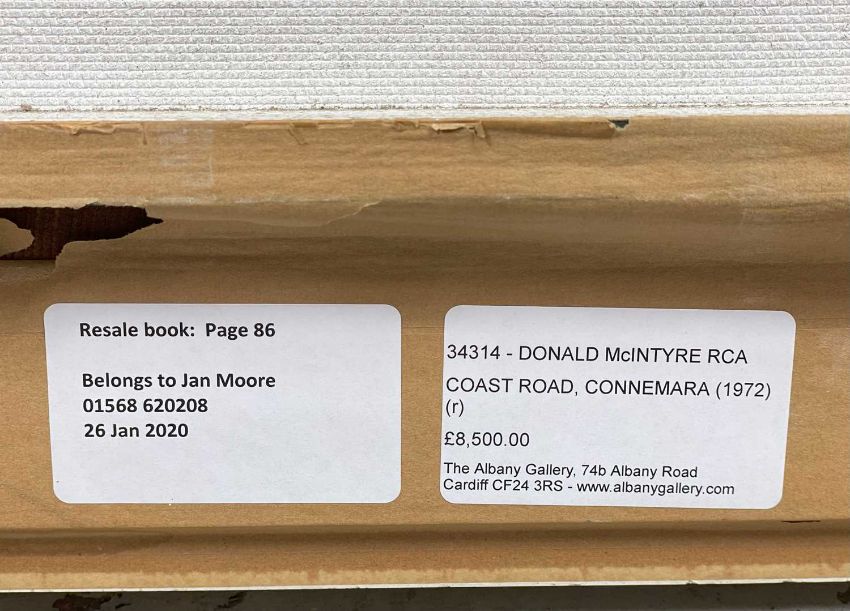 Resale book: Page 86
Belongs to Jan Moore
01568 620208
26 Jan 2020
34314 - DONALD McINTYRE RCA
COAST ROAD, CONNEMARA (1972)
(r)
£8,500.00
The Albany Gallery, 74b Albany Road
Cardiff CF24 3RS - www.albanygallery.com